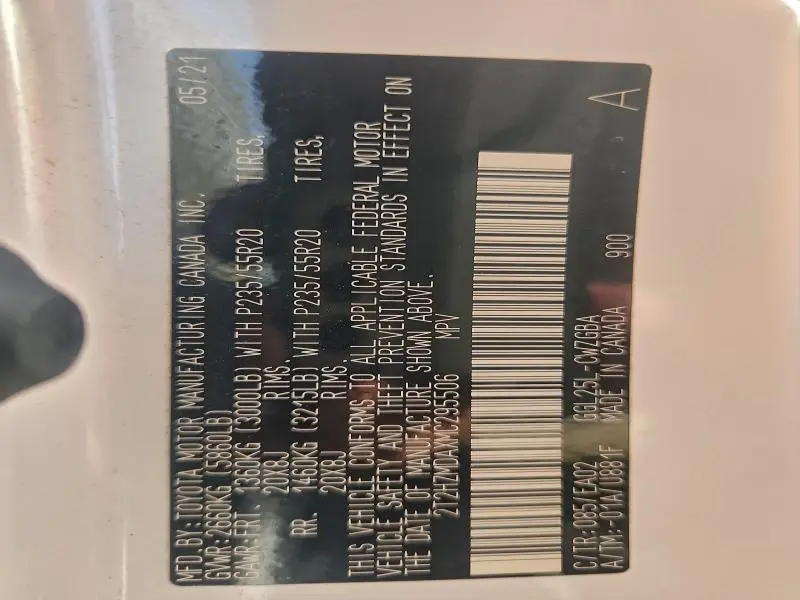 MFD.BY:TOYOTA MOTOR MANUFACTURING CANADA INC. 05/21
GVWR:2660KG (5860LB)
GAWR:FRT. 1360KG (3000LB) WITH P235/55R20 TIRES,
20X8J RIMS.
RR. 1460KG (3215LB) WITH P235/55R20 TIRES,
20X8J RIMS.
THIS VEHICLE CONFORMS TO ALL APPLICABLE FEDERAL MOTOR
VEHICLE SAFETY AND THEFT PREVENTION STANDARDS IN EFFECT ON
THE DATE OF MANUFACTURE SHOWN ABOVE.
MPV
C/TR:085/EA02 GGL25L-CWZGBA
A/TM:-01A/U881F MADE IN CANADA 900 A